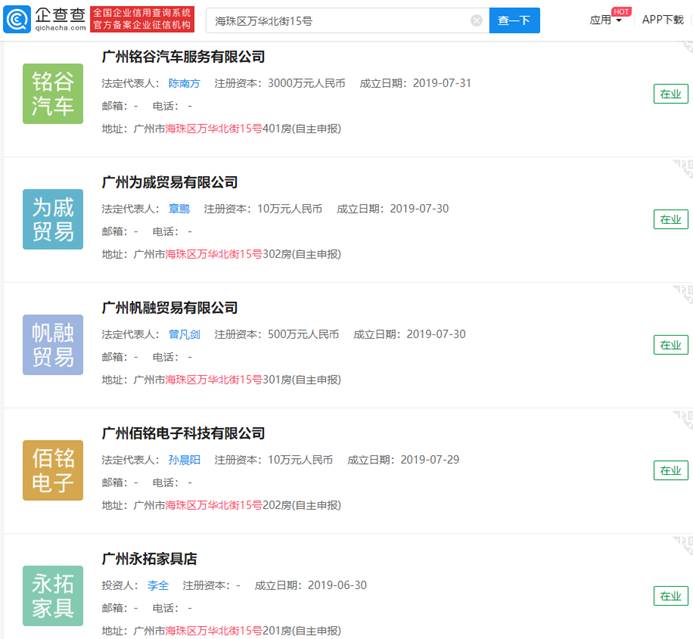 企查查
qichacha.com
全国企业信用查询系统
官方备案企业征信机构
海珠区万华北街15号
查一下
应用
HOT
APP下载
铭谷
汽车
广州铭谷汽车服务有限公司
法定代表人: 陈南方 注册资本: 3000万元人民币 成立日期: 2019-07-31
邮箱: - 电话: -
地址: 广州市海珠区万华北街15号401房(自主申报)
在业
为戚
贸易
广州为戚贸易有限公司
法定代表人: 章鹏 注册资本: 10万元人民币 成立日期: 2019-07-30
邮箱: - 电话: -
地址: 广州市海珠区万华北街15号302房(自主申报)
在业
帆融
贸易
广州帆融贸易有限公司
法定代表人: 曾凡剑 注册资本: 500万元人民币 成立日期: 2019-07-30
邮箱: - 电话: -
地址: 广州市海珠区万华北街15号301房(自主申报)
在业
佰铭
电子
广州佰铭电子科技有限公司
法定代表人: 孙晨阳 注册资本: 10万元人民币 成立日期: 2019-07-29
邮箱: - 电话: -
地址: 广州市海珠区万华北街15号202房(自主申报)
在业
永拓
家具
广州永拓家具店
投资人: 李全 注册资本: - 成立日期: 2019-06-30
邮箱: - 电话: -
地址: 广州市海珠区万华北街15号201房(自主申报)
在业